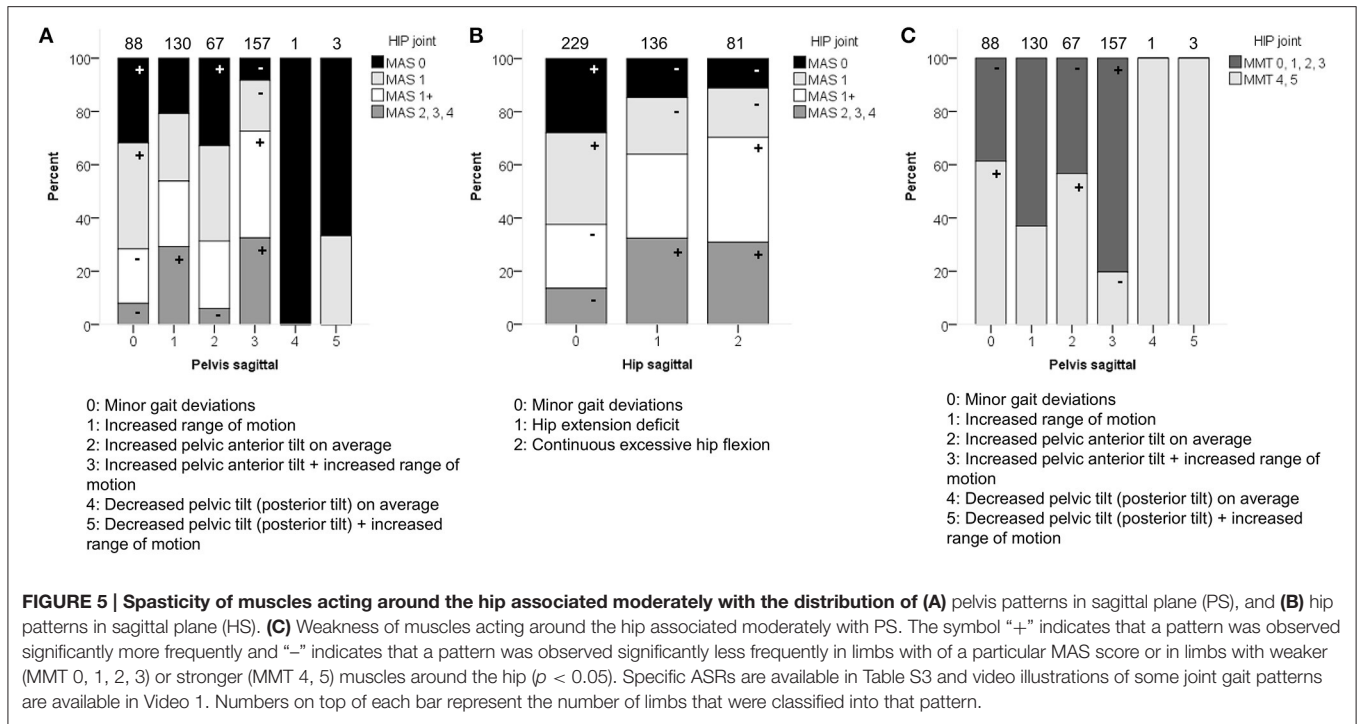 A
88 130 67 157 1 3
HIP joint
MAS 0
MAS 1
MAS 1+
MAS 2, 3, 4
100
80
60
40
20
0
Percent
+ + - -
+ - +
- + - +
0 1 2 3 4 5
Pelvis sagittal
0: Minor gait deviations
1: Increased range of motion
2: Increased pelvic anterior tilt on average
3: Increased pelvic anterior tilt + increased range of
motion
4: Decreased pelvic tilt (posterior tilt) on average
5: Decreased pelvic tilt (posterior tilt) + increased
range of motion
B
229 136 81
HIP joint
MAS 0
MAS 1
MAS 1+
MAS 2, 3, 4
100
80
60
40
20
0
Percent
+ - -
+ - -
- +
- + +
0 1 2
Hip sagittal
0: Minor gait deviations
1: Hip extension deficit
2: Continuous excessive hip flexion
C
88 130 67 157 1 3
HIP joint
MMT 0, 1, 2, 3
MMT 4, 5
100
80
60
40
20
0
Percent
- - +
+ + -
0 1 2 3 4 5
Pelvis sagittal
0: Minor gait deviations
1: Increased range of motion
2: Increased pelvic anterior tilt on average
3: Increased pelvic anterior tilt + increased range of
motion
4: Decreased pelvic tilt (posterior tilt) on average
5: Decreased pelvic tilt (posterior tilt) + increased
range of motion
FIGURE 5 | Spasticity of muscles acting around the hip associated moderately with the distribution of (A) pelvis patterns in sagittal plane (PS), and (B) hip
patterns in sagittal plane (HS). (C) Weakness of muscles acting around the hip associated moderately with PS. The symbol “+” indicates that a pattern was observed
significantly more frequently and “–” indicates that a pattern was observed significantly less frequently in limbs with of a particular MAS score or in limbs with weaker
(MMT 0, 1, 2, 3) or stronger (MMT 4, 5) muscles around the hip (p < 0.05). Specific ASRs are available in Table S3 and video illustrations of some joint gait patterns
are available in Video 1. Numbers on top of each bar represent the number of limbs that were classified into that pattern.